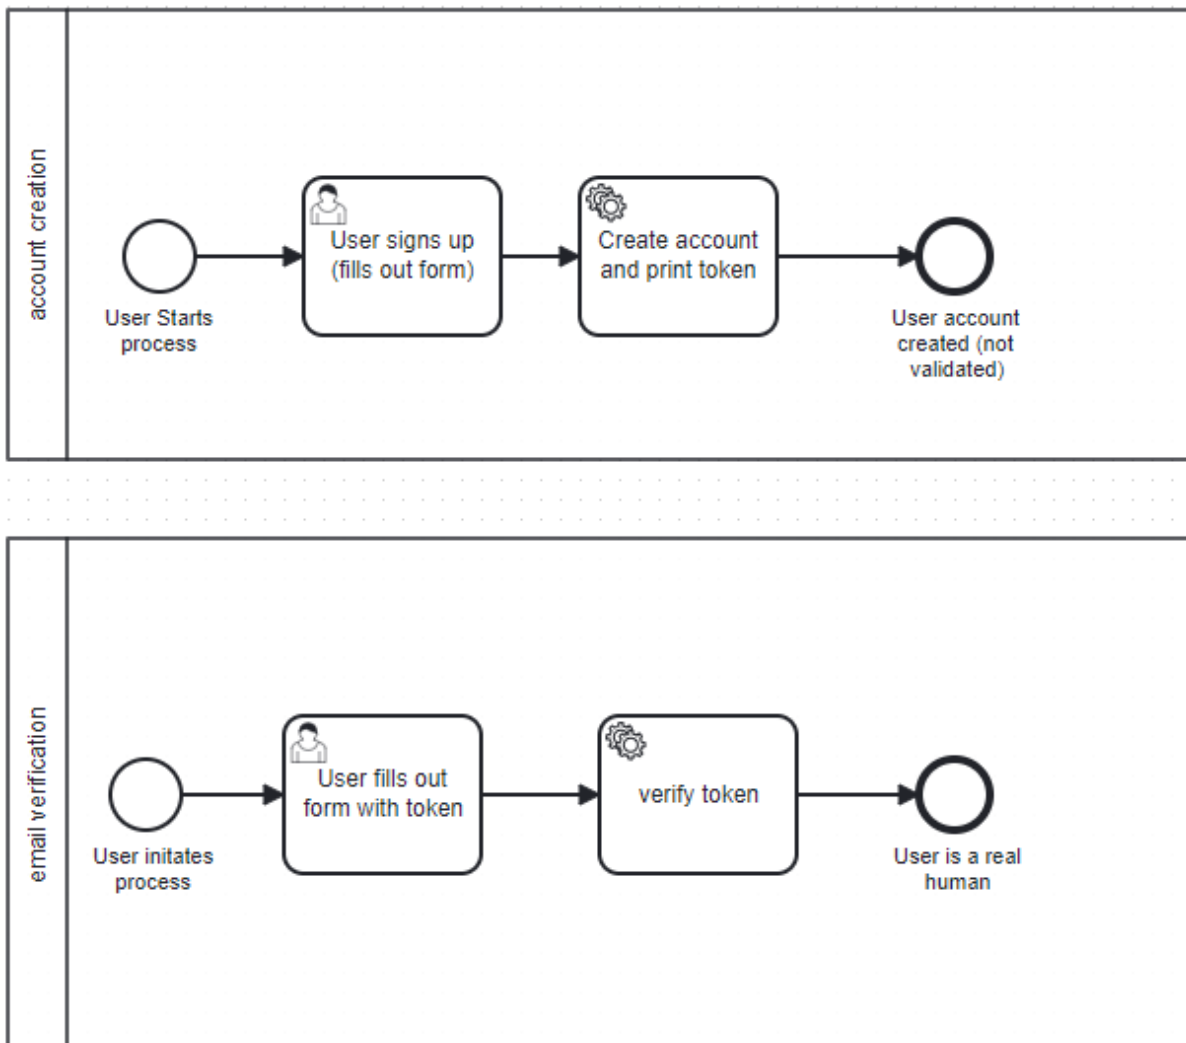 account creation
User Starts
process
User signs up
(fills out form)
Create account
and print token
User account
created (not
validated)
email verification
User initates
process
User fills out
form with token
verify token
User is a real
human